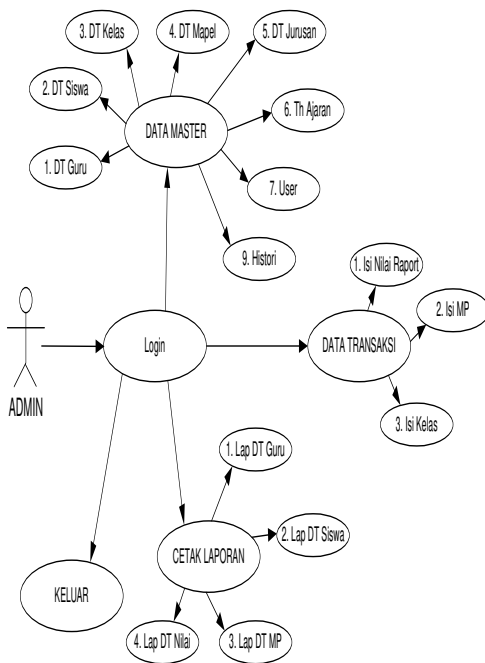 3. DT Kelas
4. DT Mapel
5. DT Jurusan
2. DT Siswa
6. Th Ajaran
DATA MASTER
1. DT Guru
7. User
9. Histori
1. Isi Nilai Raport
2. Isi MP
Login
DATA TRANSAKSI
ADMIN
3. Isi Kelas
1. Lap DT Guru
2. Lap DT Siswa
CETAK LAPORAN
KELUAR
4. Lap DT Nilai
3. Lap DT MP